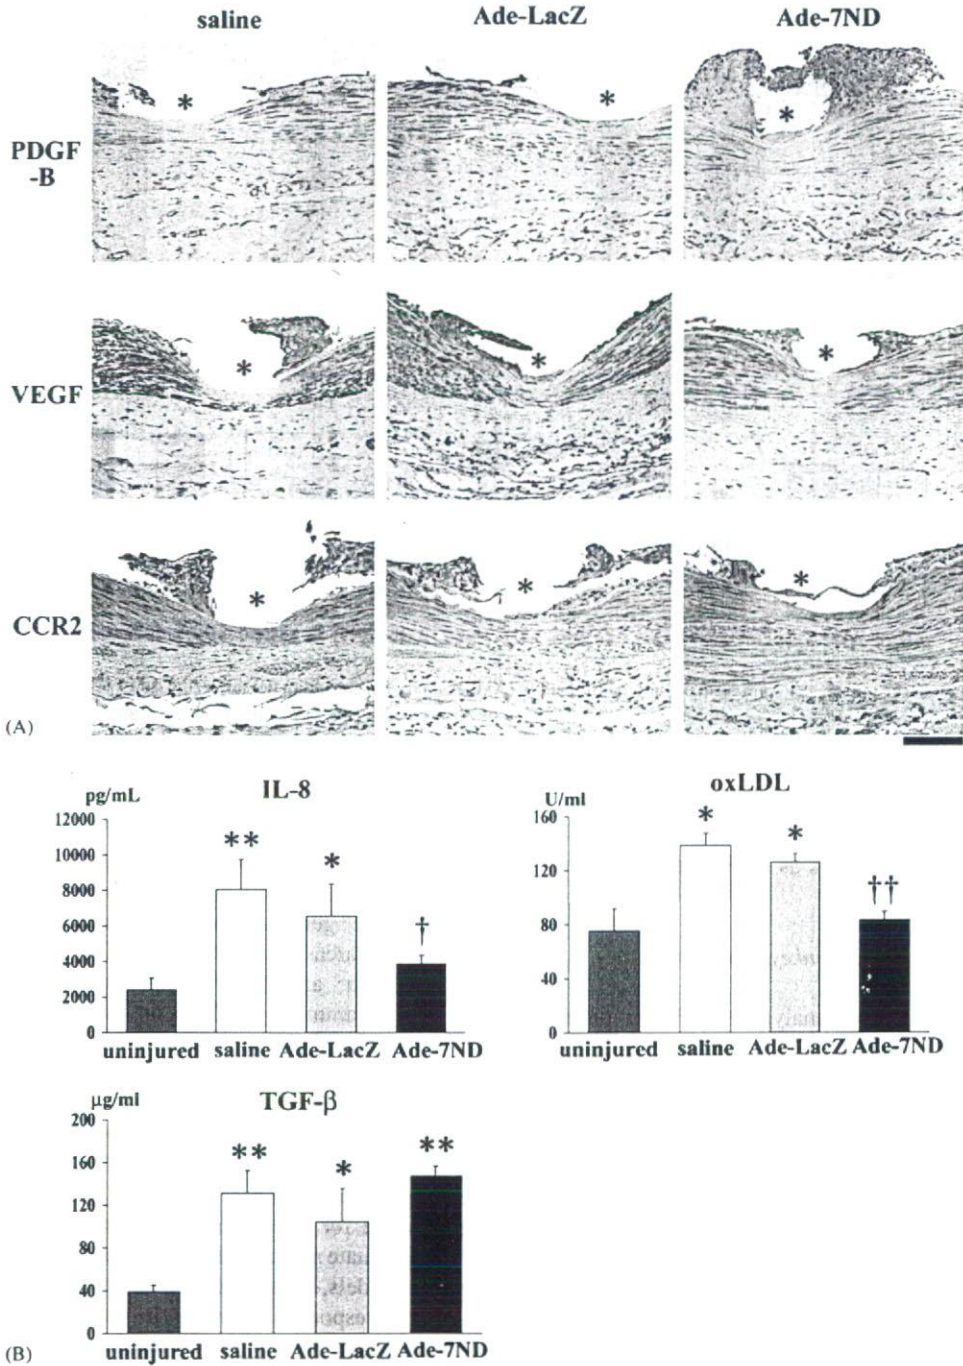 saline Ade-LacZ Ade-7ND
PDGF
-B
* * *
VEGF
* * *
CCR2
* * *
(A)
IL-8
pg/mL
12000
10000
8000
6000
4000
2000
0
** * †
uninjured saline Ade-LacZ Ade-7ND
oxLDL
U/ml
160
120
80
40
0
* * ††
uninjured saline Ade-LacZ Ade-7ND
TGF-β
μg/ml
200
160
120
80
40
0
** * **
uninjured saline Ade-LacZ Ade-7ND
(B)